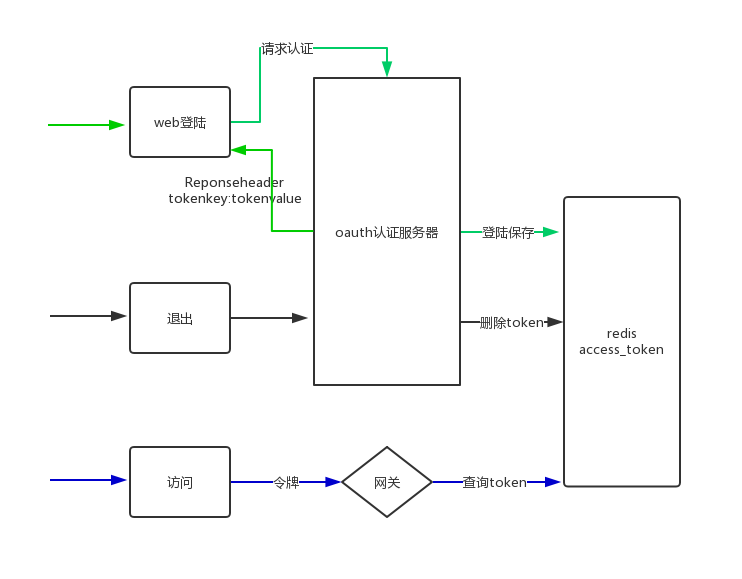 请求认证
web登陆
Reponseheader
tokenkey:tokenvalue
oauth认证服务器
登陆保存
退出
删除token
redis
access_token
访问
令牌
网关
查询token